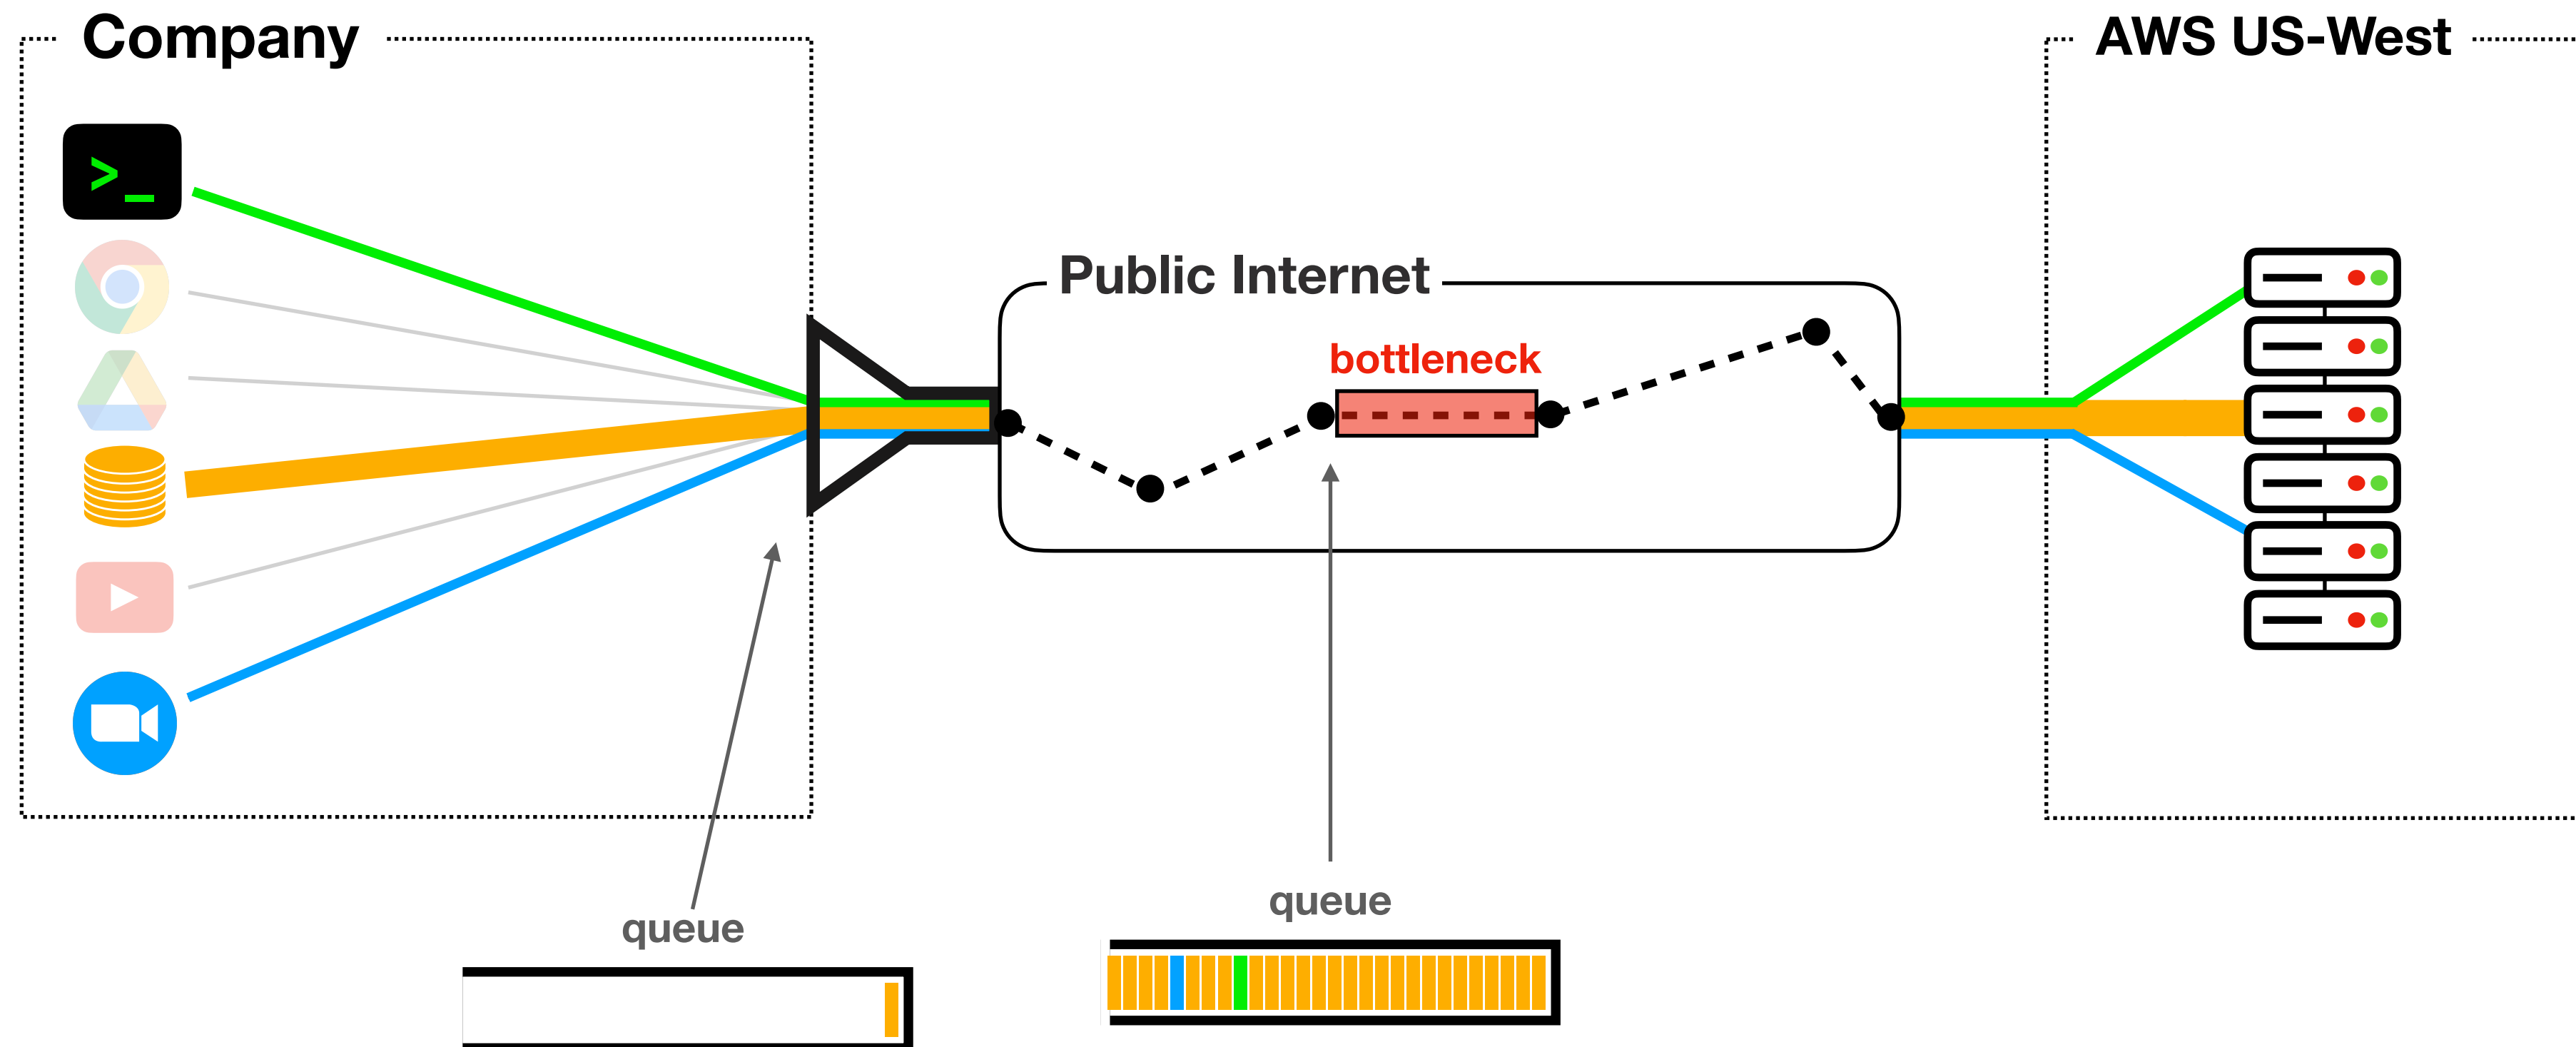 Company
AWS US-West
>_
Public Internet
bottleneck
queue
queue